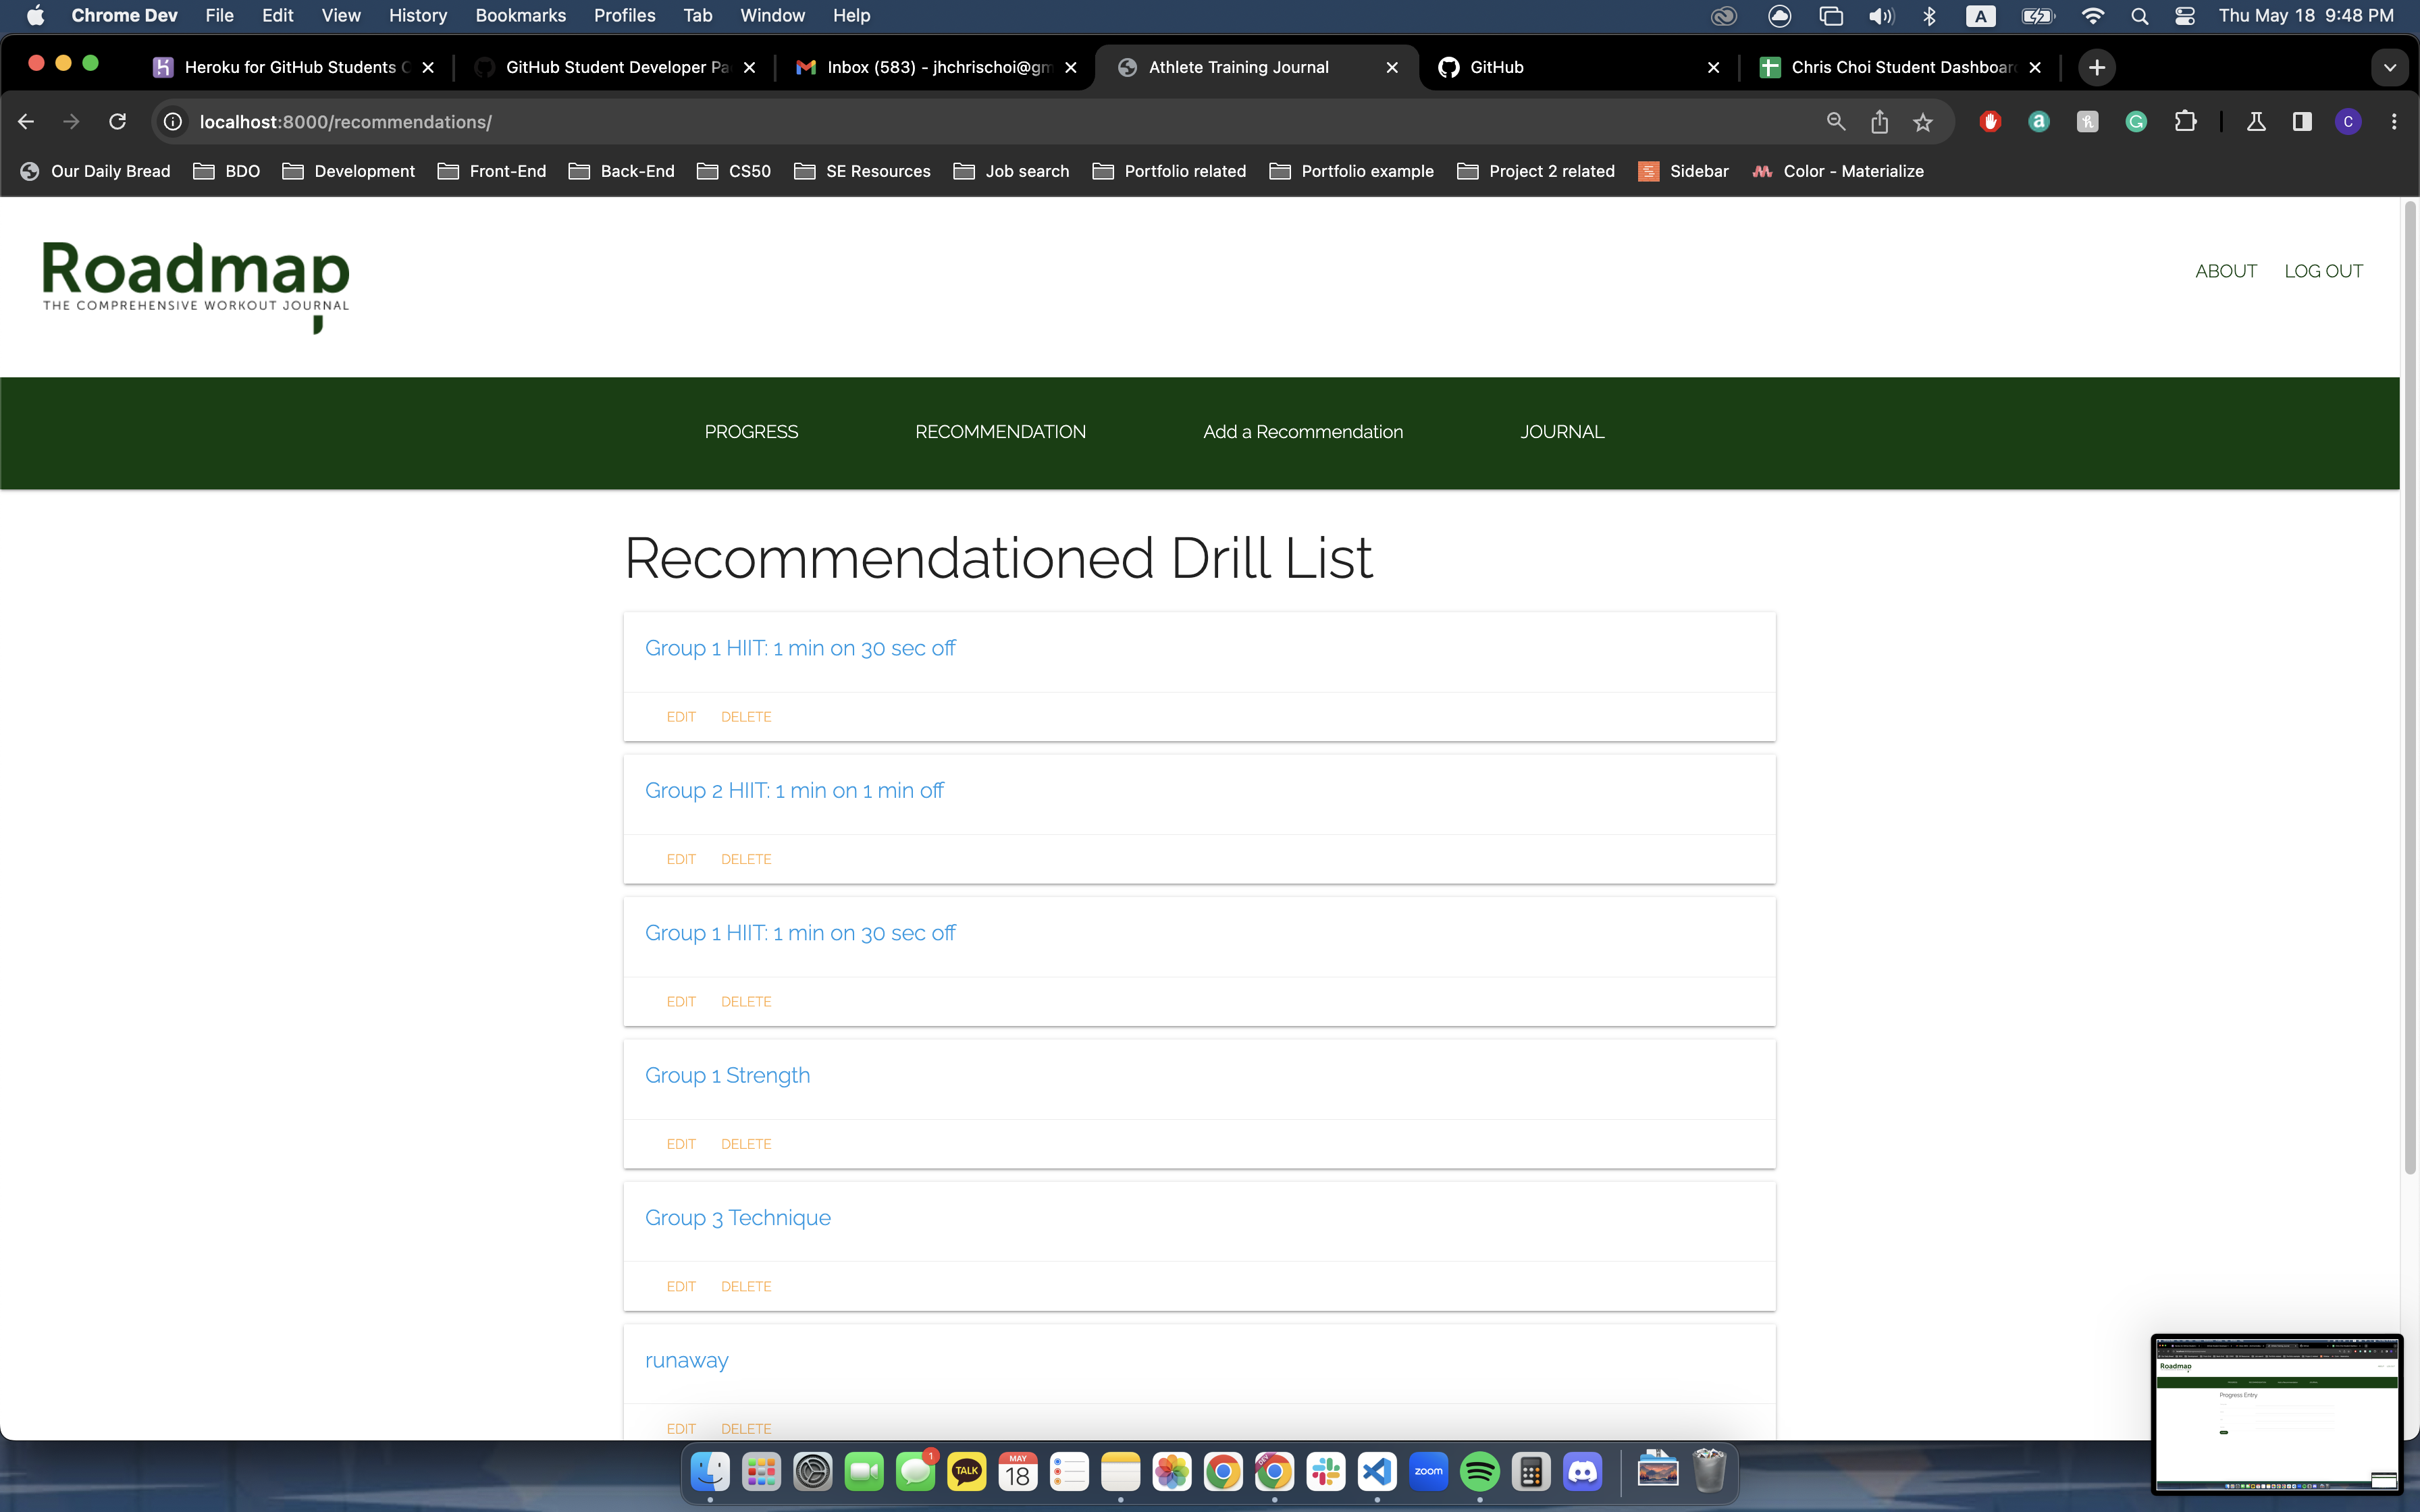 Chrome Dev File Edit View History Bookmarks Profiles Tab Window Help A Thu May 18 9:48 PM
Heroku for GitHub Students GitHub Student Developer Pa Inbox (583) - jhchrischoi@gm Athlete Training Journal GitHub Chris Choi Student Dashboar
localhost:8000/recommendations/ C
Our Daily Bread BDO Development Front-End Back-End CS50 SE Resources Job search Portfolio related Portfolio example Project 2 related Sidebar Color - Materialize
Roadmap
THE COMPREHENSIVE WORKOUT JOURNAL
ABOUT LOG OUT
PROGRESS RECOMMENDATION Add a Recommendation JOURNAL
Recommendationed Drill List
Group 1 HIIT: 1 min on 30 sec off
EDIT DELETE
Group 2 HIIT: 1 min on 1 min off
EDIT DELETE
Group 1 HIIT: 1 min on 30 sec off
EDIT DELETE
Group 1 Strength
EDIT DELETE
Group 3 Technique
EDIT DELETE
runaway
EDIT DELETE
Roadmap
Progress Entry
1 TALK MAY 18 DEV zoom